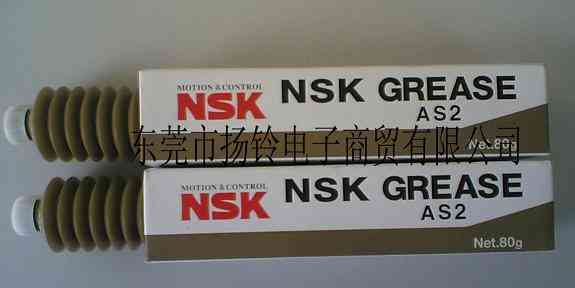 MOTION & CONTROL
NSK
NSK GREASE
AS2
Net.80g
东莞市扬铃电子商贸有限公司
MOTION & CONTROL
NSK
NSK GREASE
AS2
Net.80g